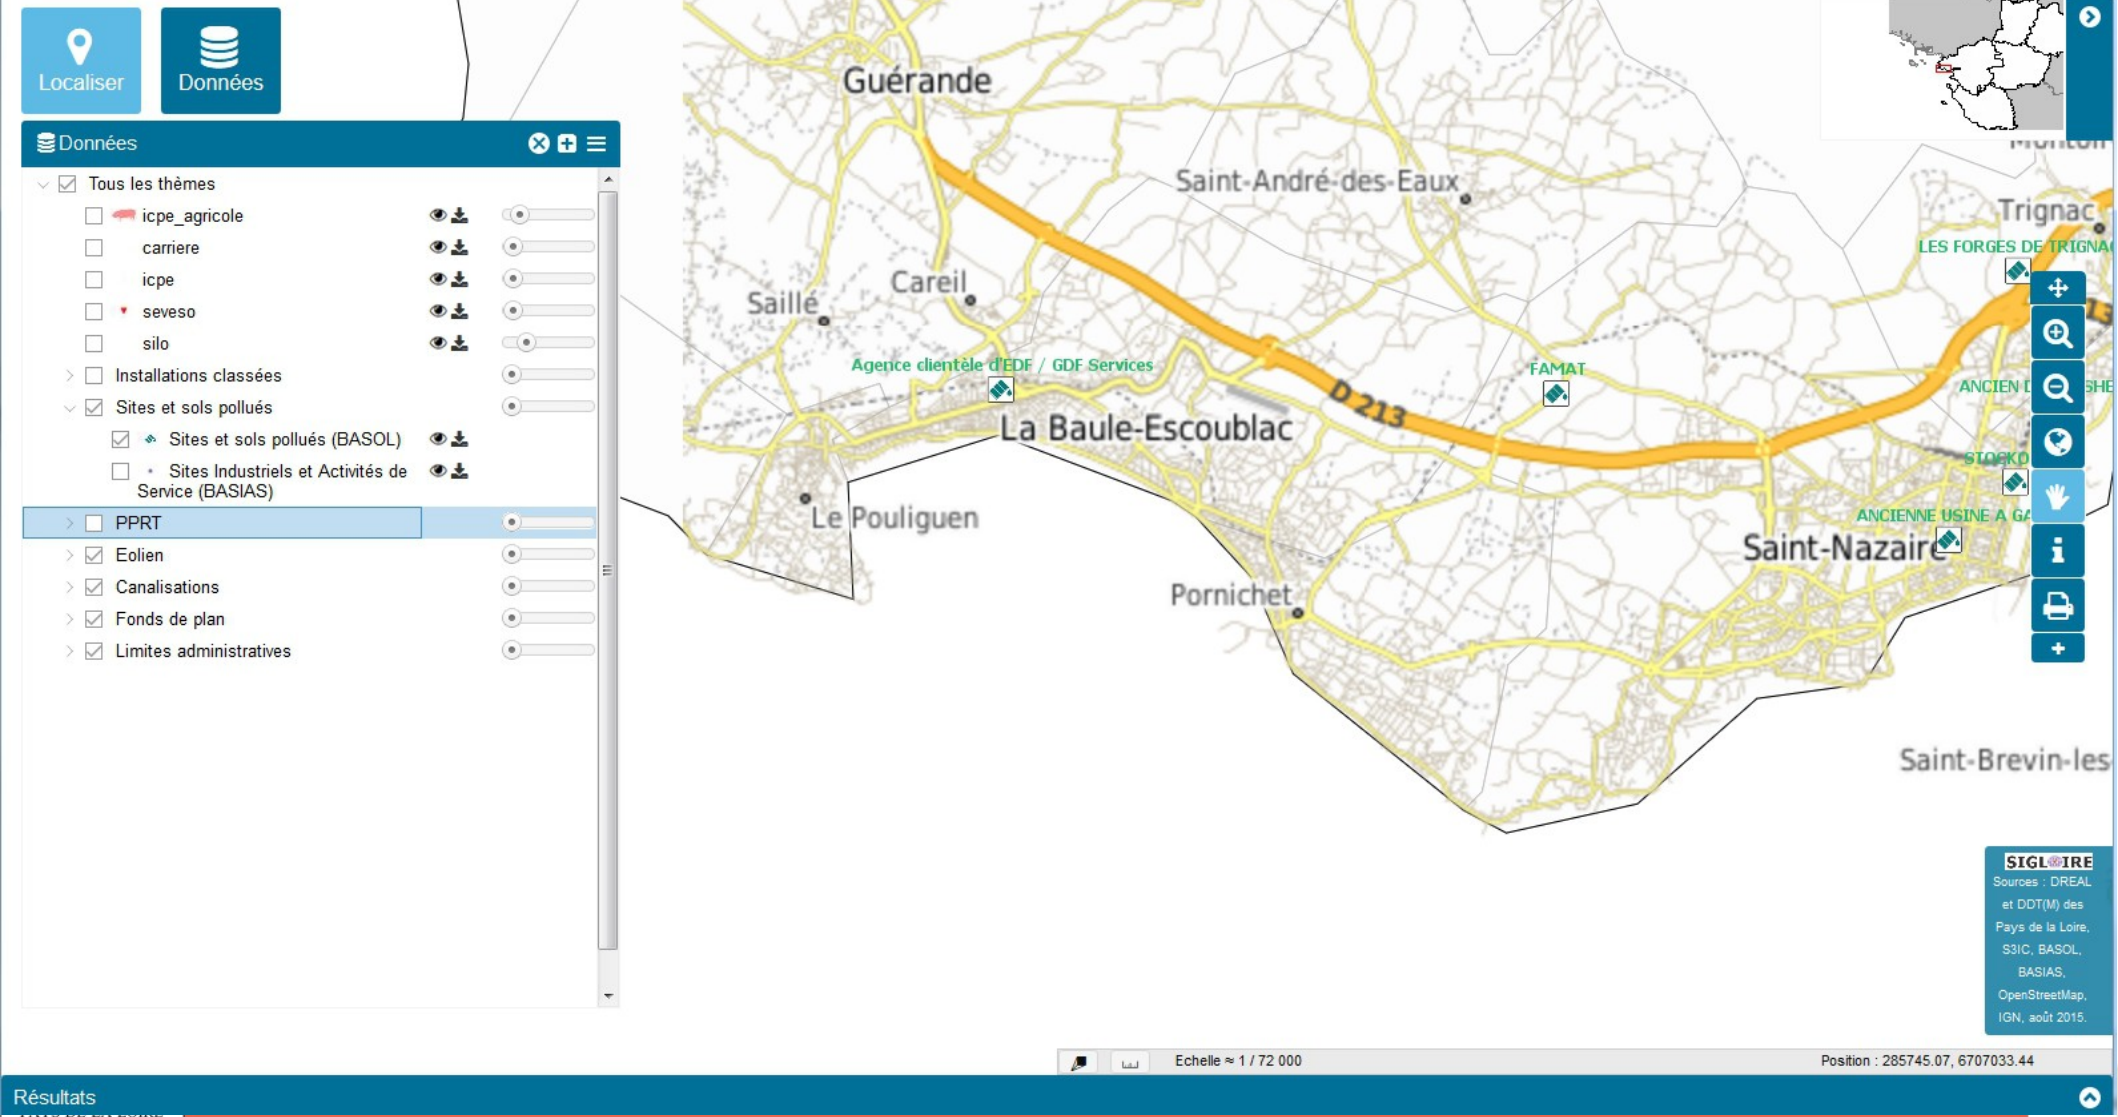 Localiser
Données
Données
Tous les thèmes
icpe_agricole
carriere
icpe
seveso
silo
Installations classées
Sites et sols pollués
Sites et sols pollués (BASOL)
Sites Industriels et Activités de
Service (BASIAS)
PPRT
Eolien
Canalisations
Fonds de plan
Limites administratives
Guérande
Saint-André-des-Eaux
Trignac
LES FORGES DE TRIGNA
Careil
Saillé
Agence clientèle d'EDF / GDF Services
FAMAT
D 213
13
ANCIEN D
SHE
La Baule-Escoublac
STOCKO
Le Pouliguen
ANCIENNE USINE A GA
Saint-Nazaire
Pornichet
Saint-Brevin-les-
SIGLOIRE
Sources : DREAL
et DDT(M) des
Pays de la Loire,
S3IC, BASOL,
BASIAS,
OpenStreetMap,
IGN, août 2015.
Echelle ≈ 1 / 72 000
Position : 285745.07, 6707033.44
Résultats